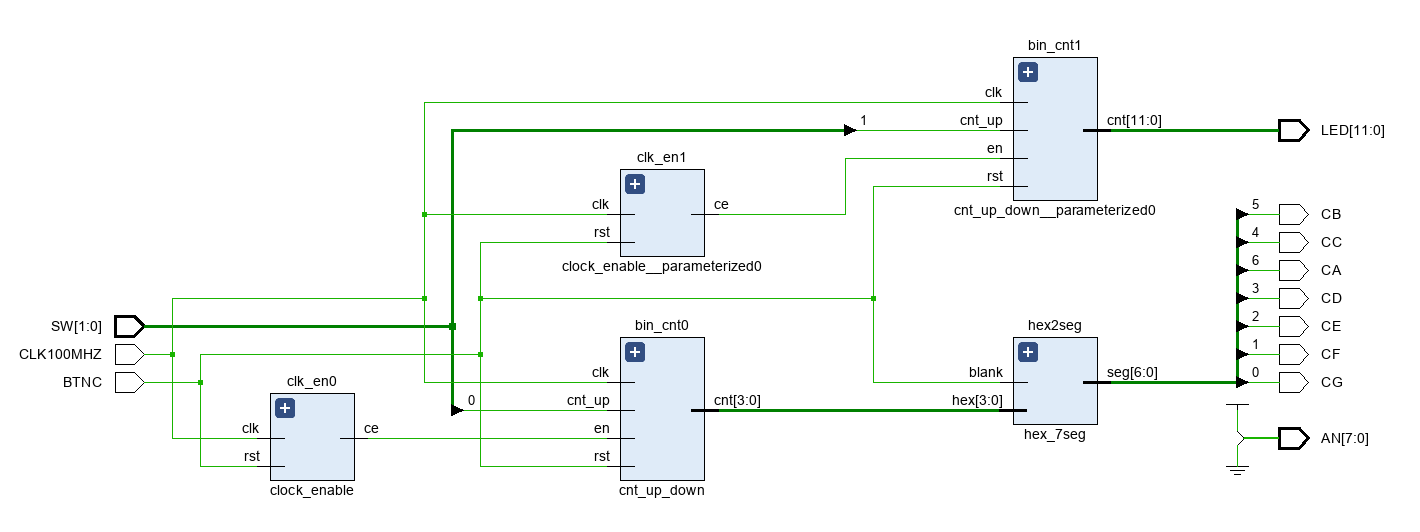 bin_cnt1
clk
cnt_up
en
rst
cnt[11:0]
cnt_up_down__parameterized0
1
LED[11:0]
clk_en1
clk
rst
ce
clock_enable__parameterized0
SW[1:0]
CLK100MHZ
BTNC
clk_en0
clk
rst
ce
clock_enable
0
bin_cnt0
clk
cnt_up
en
rst
cnt[3:0]
cnt_up_down
hex2seg
blank
hex[3:0]
seg[6:0]
hex_7seg
5 CB
4 CC
6 CA
3 CD
2 CE
1 CF
0 CG
AN[7:0]